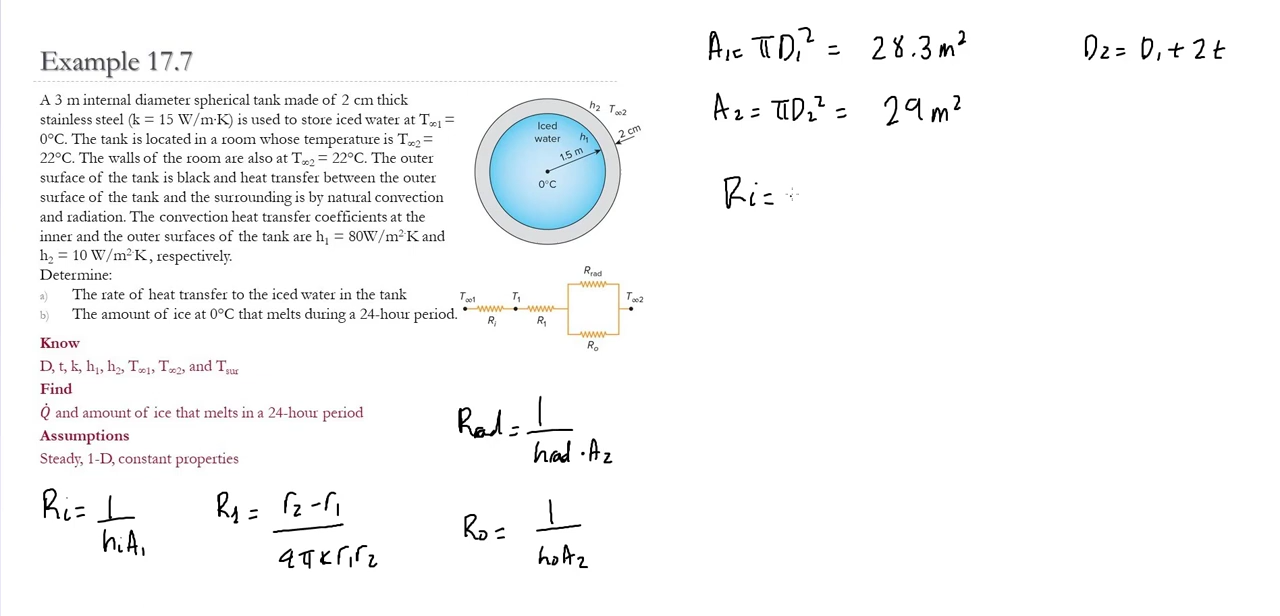 Example 17.7
A 3 m internal diameter spherical tank made of 2 cm thick
stainless steel (k = 15 W/m·K) is used to store iced water at T∞1 =
0°C. The tank is located in a room whose temperature is T∞2 =
22°C. The walls of the room are also at T∞2 = 22°C. The outer
surface of the tank is black and heat transfer between the outer
surface of the tank and the surrounding is by natural convection
and radiation. The convection heat transfer coefficients at the
inner and the outer surfaces of the tank are h₁ = 80W/m²·K and
h₂ = 10 W/m²·K, respectively.
Determine:
a) The rate of heat transfer to the iced water in the tank
b) The amount of ice at 0°C that melts during a 24-hour period.
Know
D, t, k, h₁, h₂, T∞1, T∞2, and Tsur
Find
Q̇ and amount of ice that melts in a 24-hour period
Assumptions
Steady, 1-D, constant properties
h₂ T∞2
Iced
water
h₁
2 cm
1.5 m
0°C
Rrad
T∞1 T₁ T∞2
Ri R₁
Ro
Rrad = 1 / (hrad · A₂)
Ri = 1 / (hi A₁)
R₁ = (r₂ - r₁) / (4πK r₁ r₂)
Ro = 1 / (ho A₂)
A₁ = πD₁² = 28.3 m²
D₂ = D₁ + 2t
A₂ = πD₂² = 29 m²
Ri =